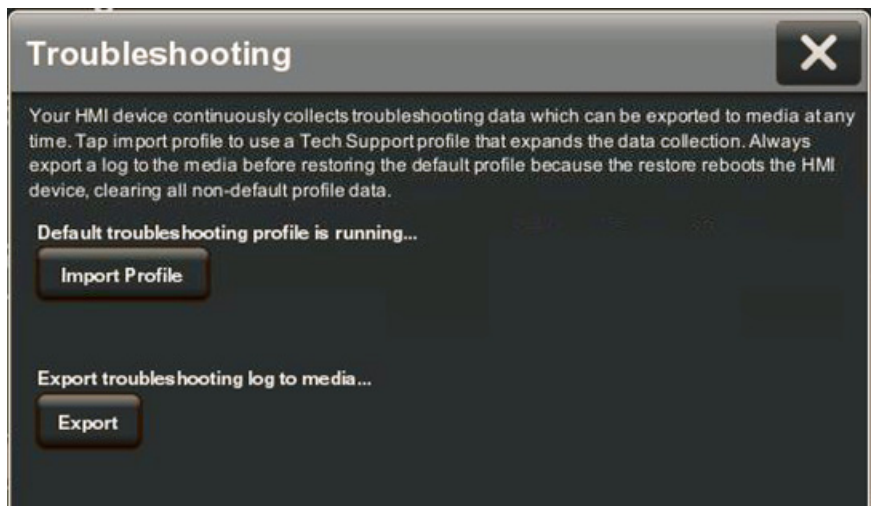 Troubleshooting
Your HMI device continuously collects troubleshooting data which can be exported to media at any
time. Tap import profile to use a Tech Support profile that expands the data collection. Always
export a log to the media before restoring the default profile because the restore reboots the HMI
device, clearing all non-default profile data.
Default troubleshooting profile is running...
Import Profile
Export troubleshooting log to media...
Export